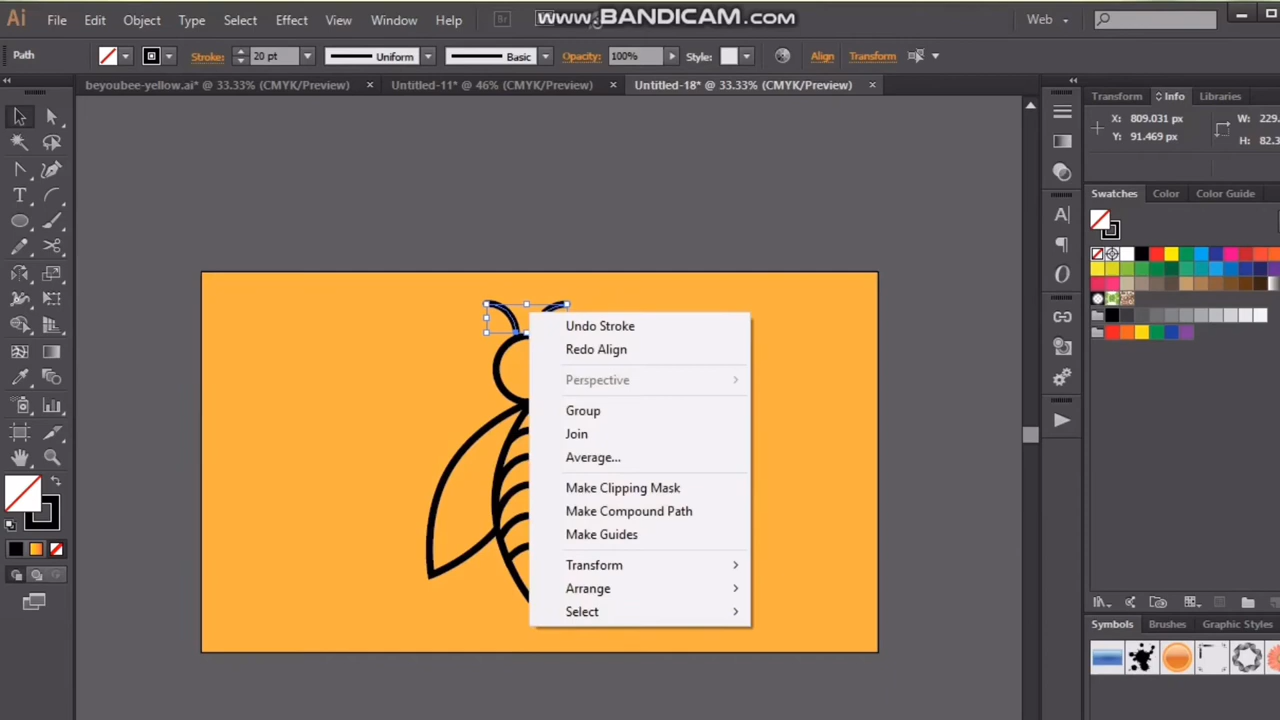 Ai File Edit Object Type Select Effect View Window Help Br www.BANDICAM.com Web
Path Stroke: 20 pt Uniform Basic Opacity: 100% Style: Align Transform
beyoubee-yellow.ai* @ 33.33% (CMYK/Preview) × Untitled-11* @ 46% (CMYK/Preview) × Untitled-18* @ 33.33% (CMYK/Preview) ×
Transform Info Libraries
X: 809.031 px W: 229.
Y: 91.469 px H: 82.3
Swatches Color Color Guide
Undo Stroke
Redo Align
Perspective
Group
Join
Average...
Make Clipping Mask
Make Compound Path
Make Guides
Transform
Arrange
Select
Symbols Brushes Graphic Styles